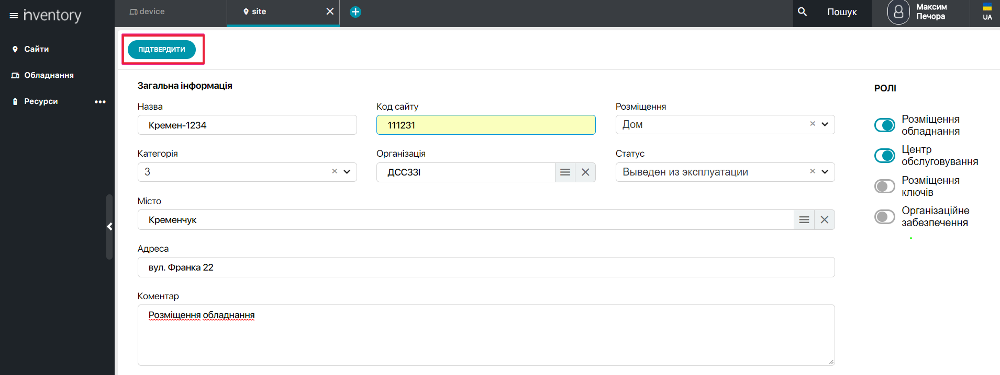 inventory
device
site
Пошук
Максим
Печора
UA
Сайти
Обладнання
Ресурси
ПІДТВЕРДИТИ
Загальна інформація
РОЛІ
Назва
Код сайту
Розміщення
Кремен-1234
111231
Дом
Категорія
Організація
Статус
3
ДССЗЗІ
Выведен из эксплуатации
Місто
Кременчук
Адреса
вул. Франка 22
Коментар
Розміщення обладнання
Розміщення
обладнання
Центр
обслуговування
Розміщення
ключів
Організаційне
забезпечення